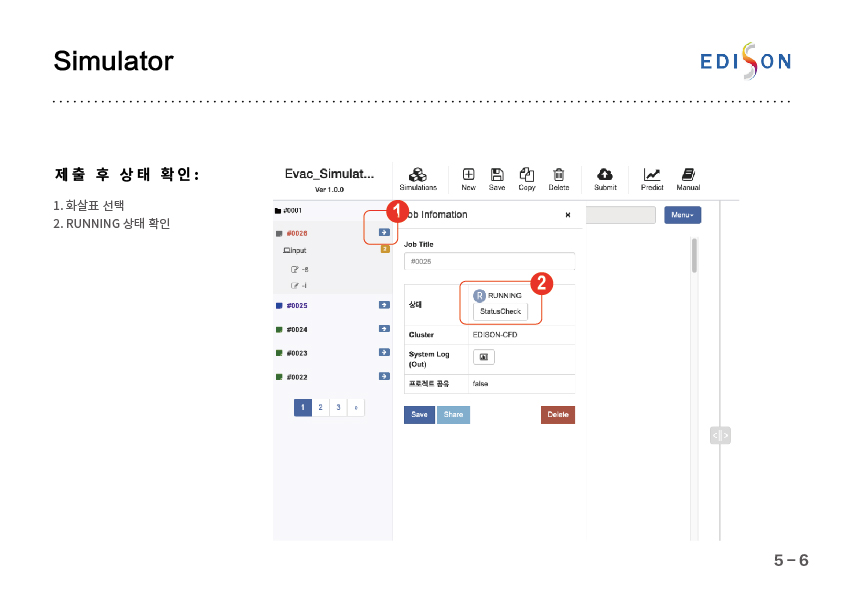 Simulator
EDISON
제출 후 상태 확인:
1. 화살표 선택
2. RUNNING 상태 확인
Evac_Simulat...
Ver 1.0.0
Simulations
New
Save
Copy
Delete
Submit
Predict
Manual
#0001
#0026
Input
2
-s
-i
#0025
#0024
#0023
#0022
1 2 3 »
1
ob Infomation
×
Menu
Job Title
#0026
2
상태
R RUNNING
StatusCheck
Cluster
EDISON-CFD
System Log
(Out)
프로젝트 공유
false
Save
Share
Delete
5 – 6